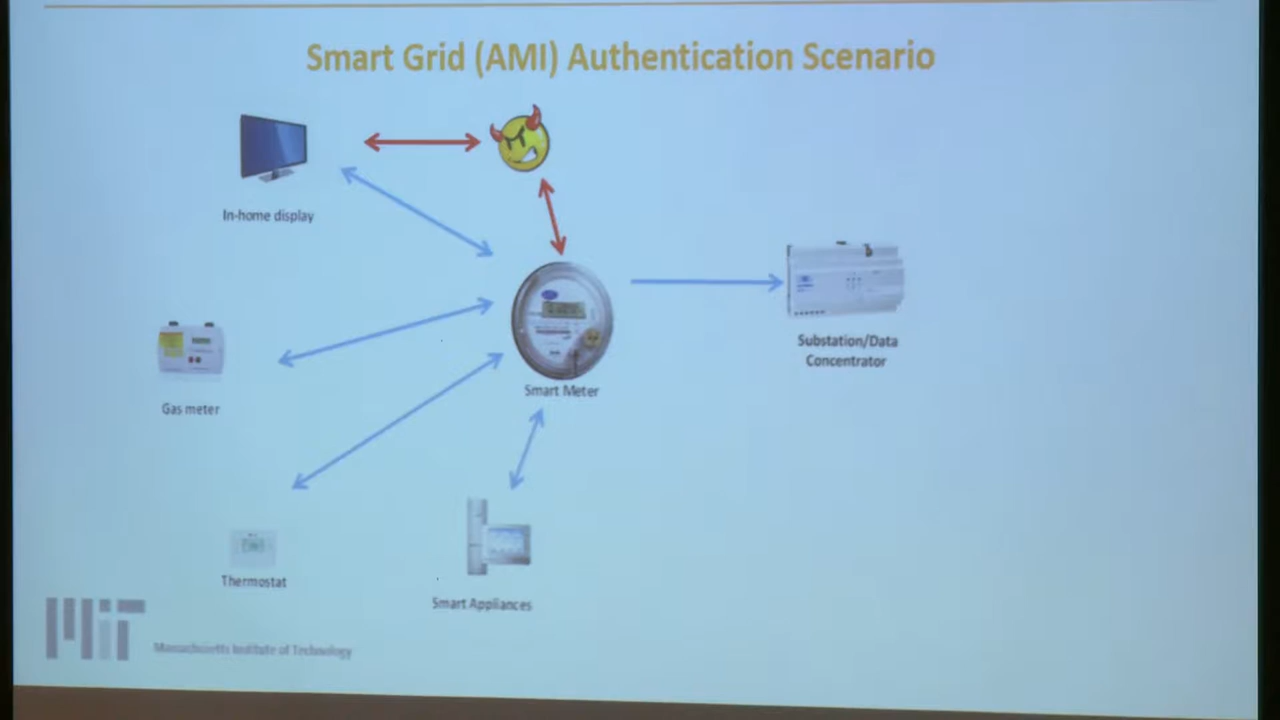 Smart Grid (AMI) Authentication Scenario
In-home display
Substation/Data
Concentrator
Smart Meter
Gas meter
Thermostat
Smart Appliances
MIT
Massachusetts Institute of Technology